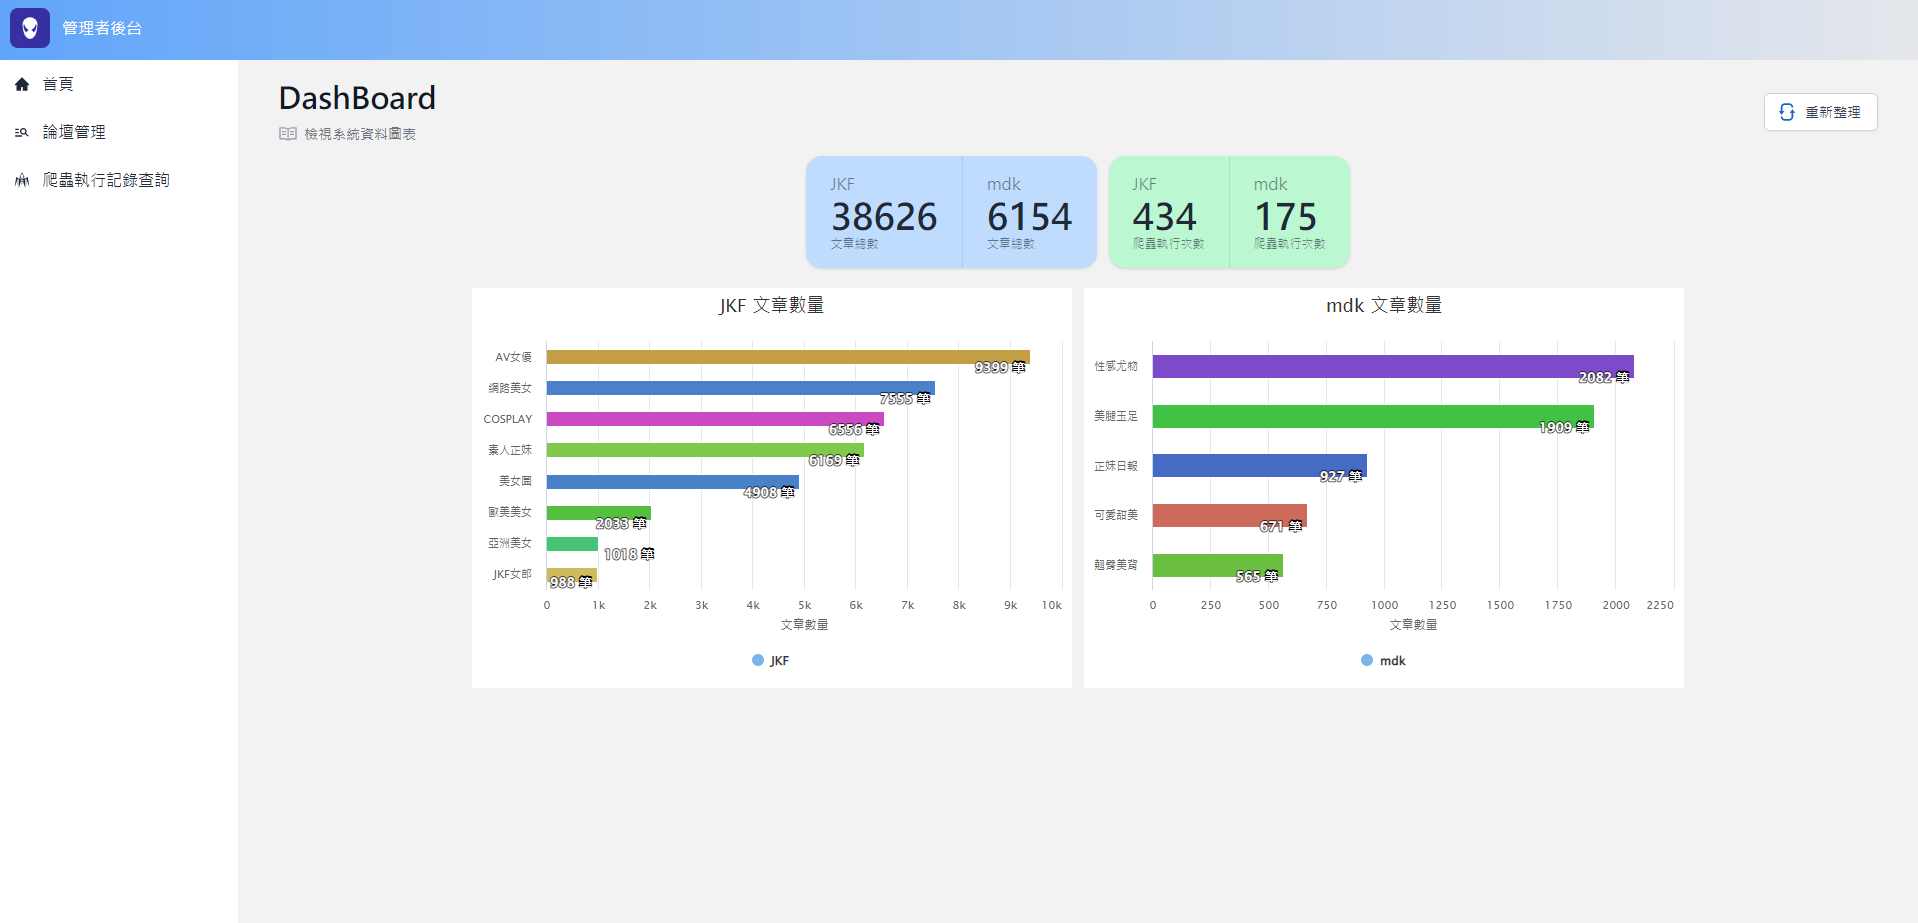 管理者後台
首頁
論壇管理
爬蟲執行記錄查詢
DashBoard
檢視系統資料圖表
重新整理
JKF
38626
文章總數
mdk
6154
文章總數
JKF
434
爬蟲執行次數
mdk
175
爬蟲執行次數
JKF 文章數量
AV女優
9399 筆
網路美女
7555 筆
COSPLAY
6556 筆
素人正妹
6169 筆
美女圖
4908 筆
歐美美女
2033 筆
亞洲美女
1018 筆
JKF女郎
988 筆
0 1k 2k 3k 4k 5k 6k 7k 8k 9k 10k
文章數量
JKF
mdk 文章數量
性感尤物
2082 筆
美腿玉足
1909 筆
正妹日報
927 筆
可愛甜美
671 筆
翹臀美背
565 筆
0 250 500 750 1000 1250 1500 1750 2000 2250
文章數量
mdk